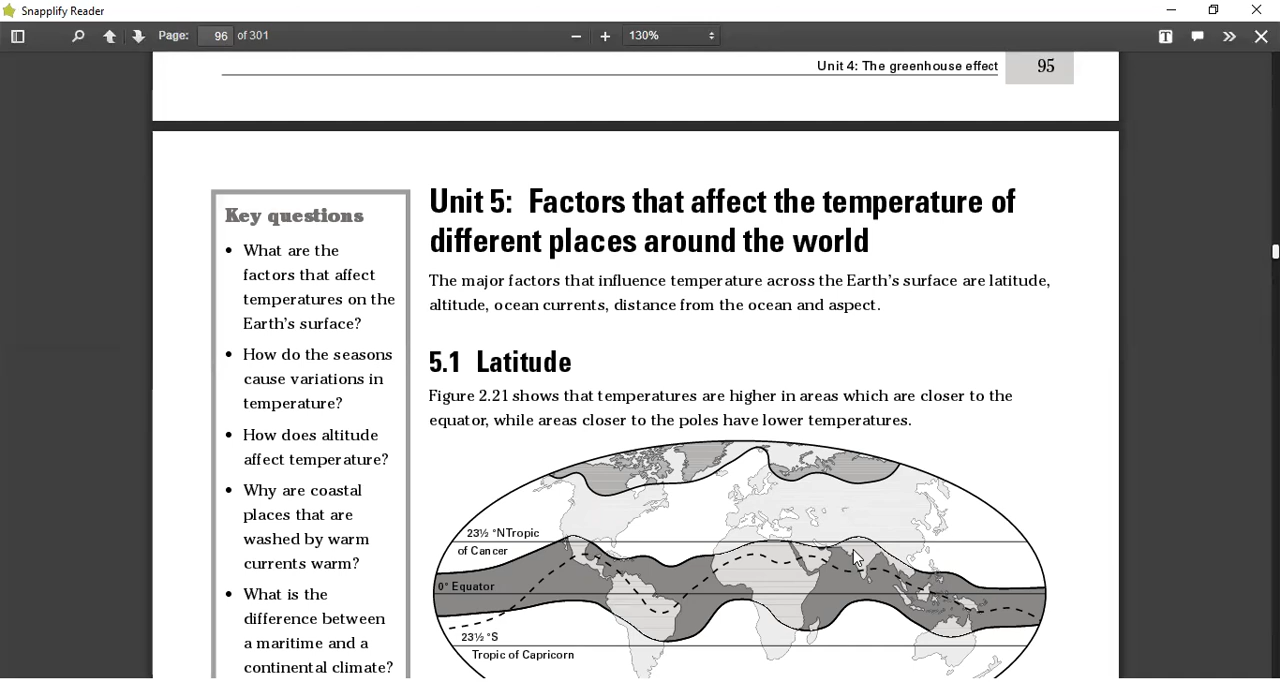 Snapplify Reader
Page: 96 of 301
130%
Unit 4: The greenhouse effect 95
Key questions
• What are the
factors that affect
temperatures on the
Earth's surface?
• How do the seasons
cause variations in
temperature?
• How does altitude
affect temperature?
• Why are coastal
places that are
washed by warm
currents warm?
• What is the
difference between
a maritime and a
continental climate?
Unit 5: Factors that affect the temperature of
different places around the world
The major factors that influence temperature across the Earth's surface are latitude,
altitude, ocean currents, distance from the ocean and aspect.
5.1 Latitude
Figure 2.21 shows that temperatures are higher in areas which are closer to the
equator, while areas closer to the poles have lower temperatures.
23½ °NTropic
of Cancer
0° Equator
23½ °S
Tropic of Capricorn